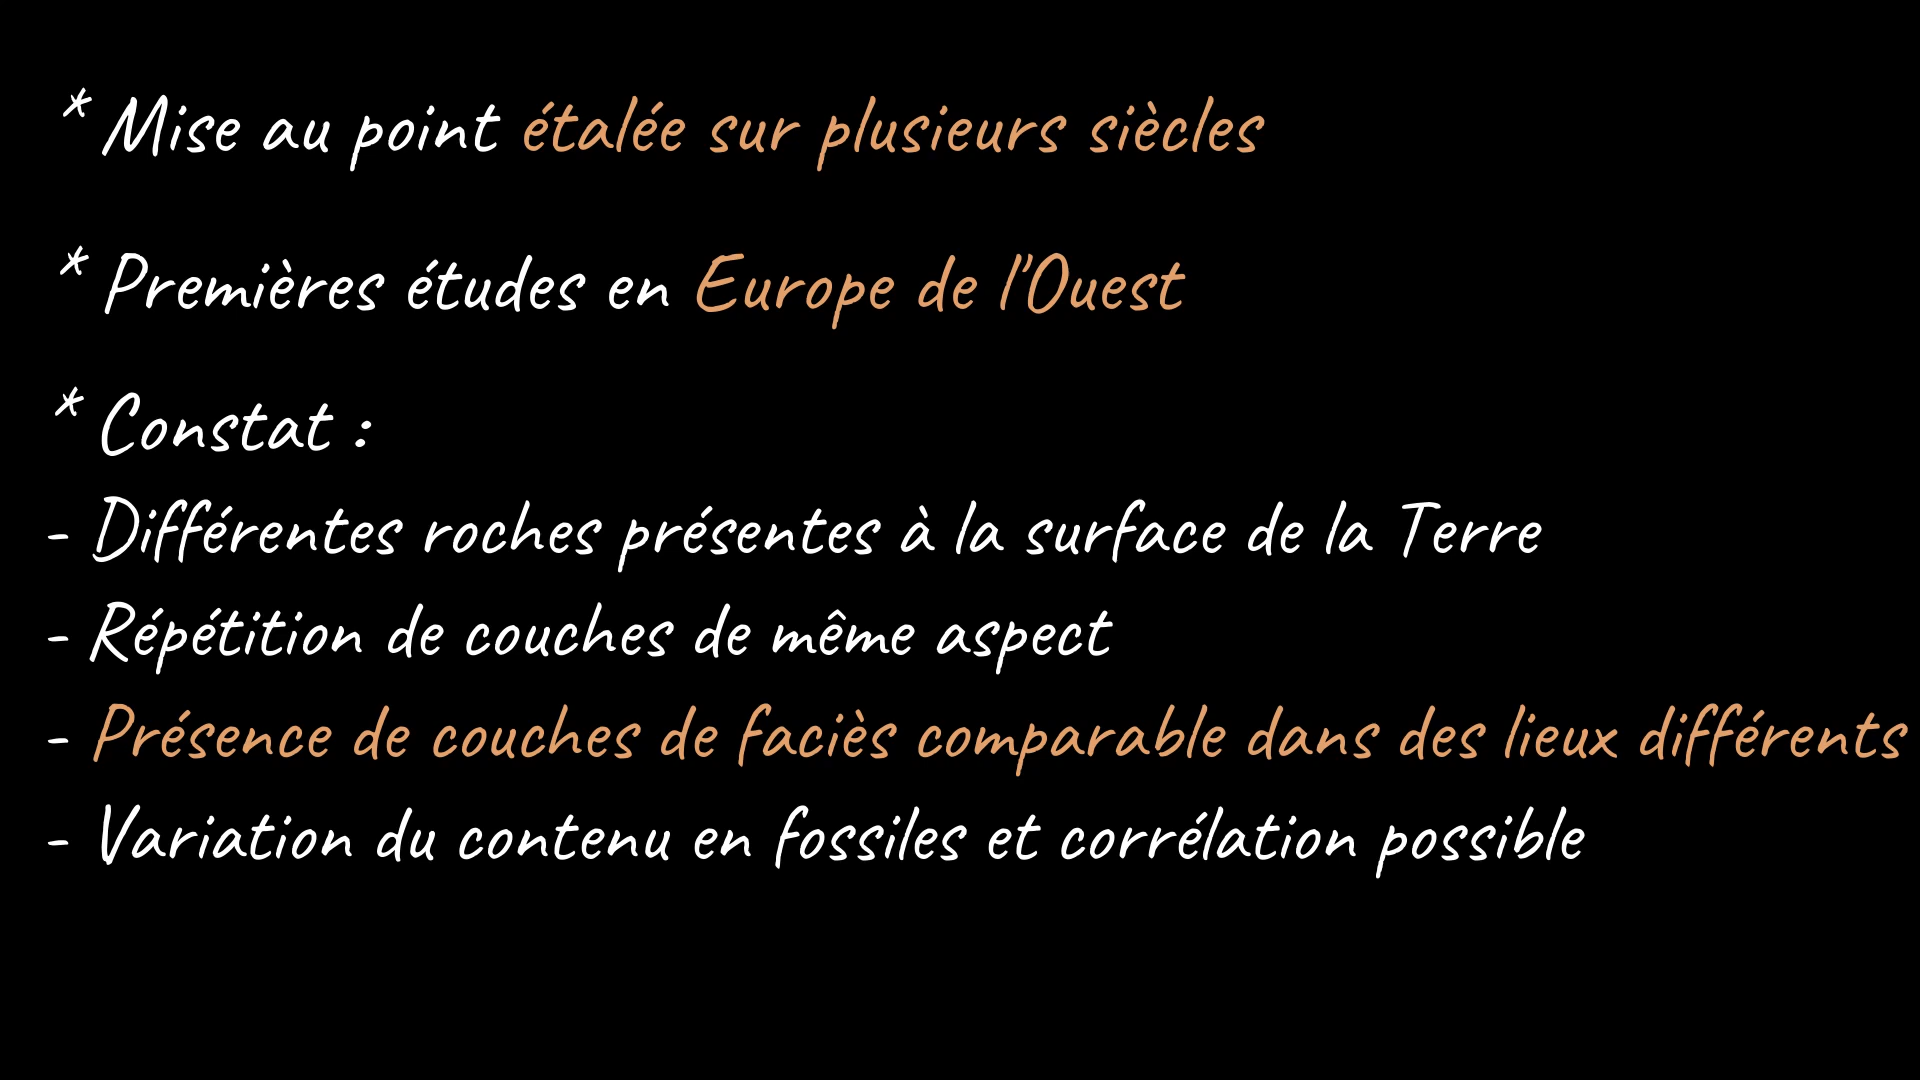 * Mise au point étalée sur plusieurs siècles
* Premières études en Europe de l'Ouest
* Constat :
- Différentes roches présentes à la surface de la Terre
- Répétition de couches de même aspect
- Présence de couches de faciès comparable dans des lieux différents
- Variation du contenu en fossiles et corrélation possible